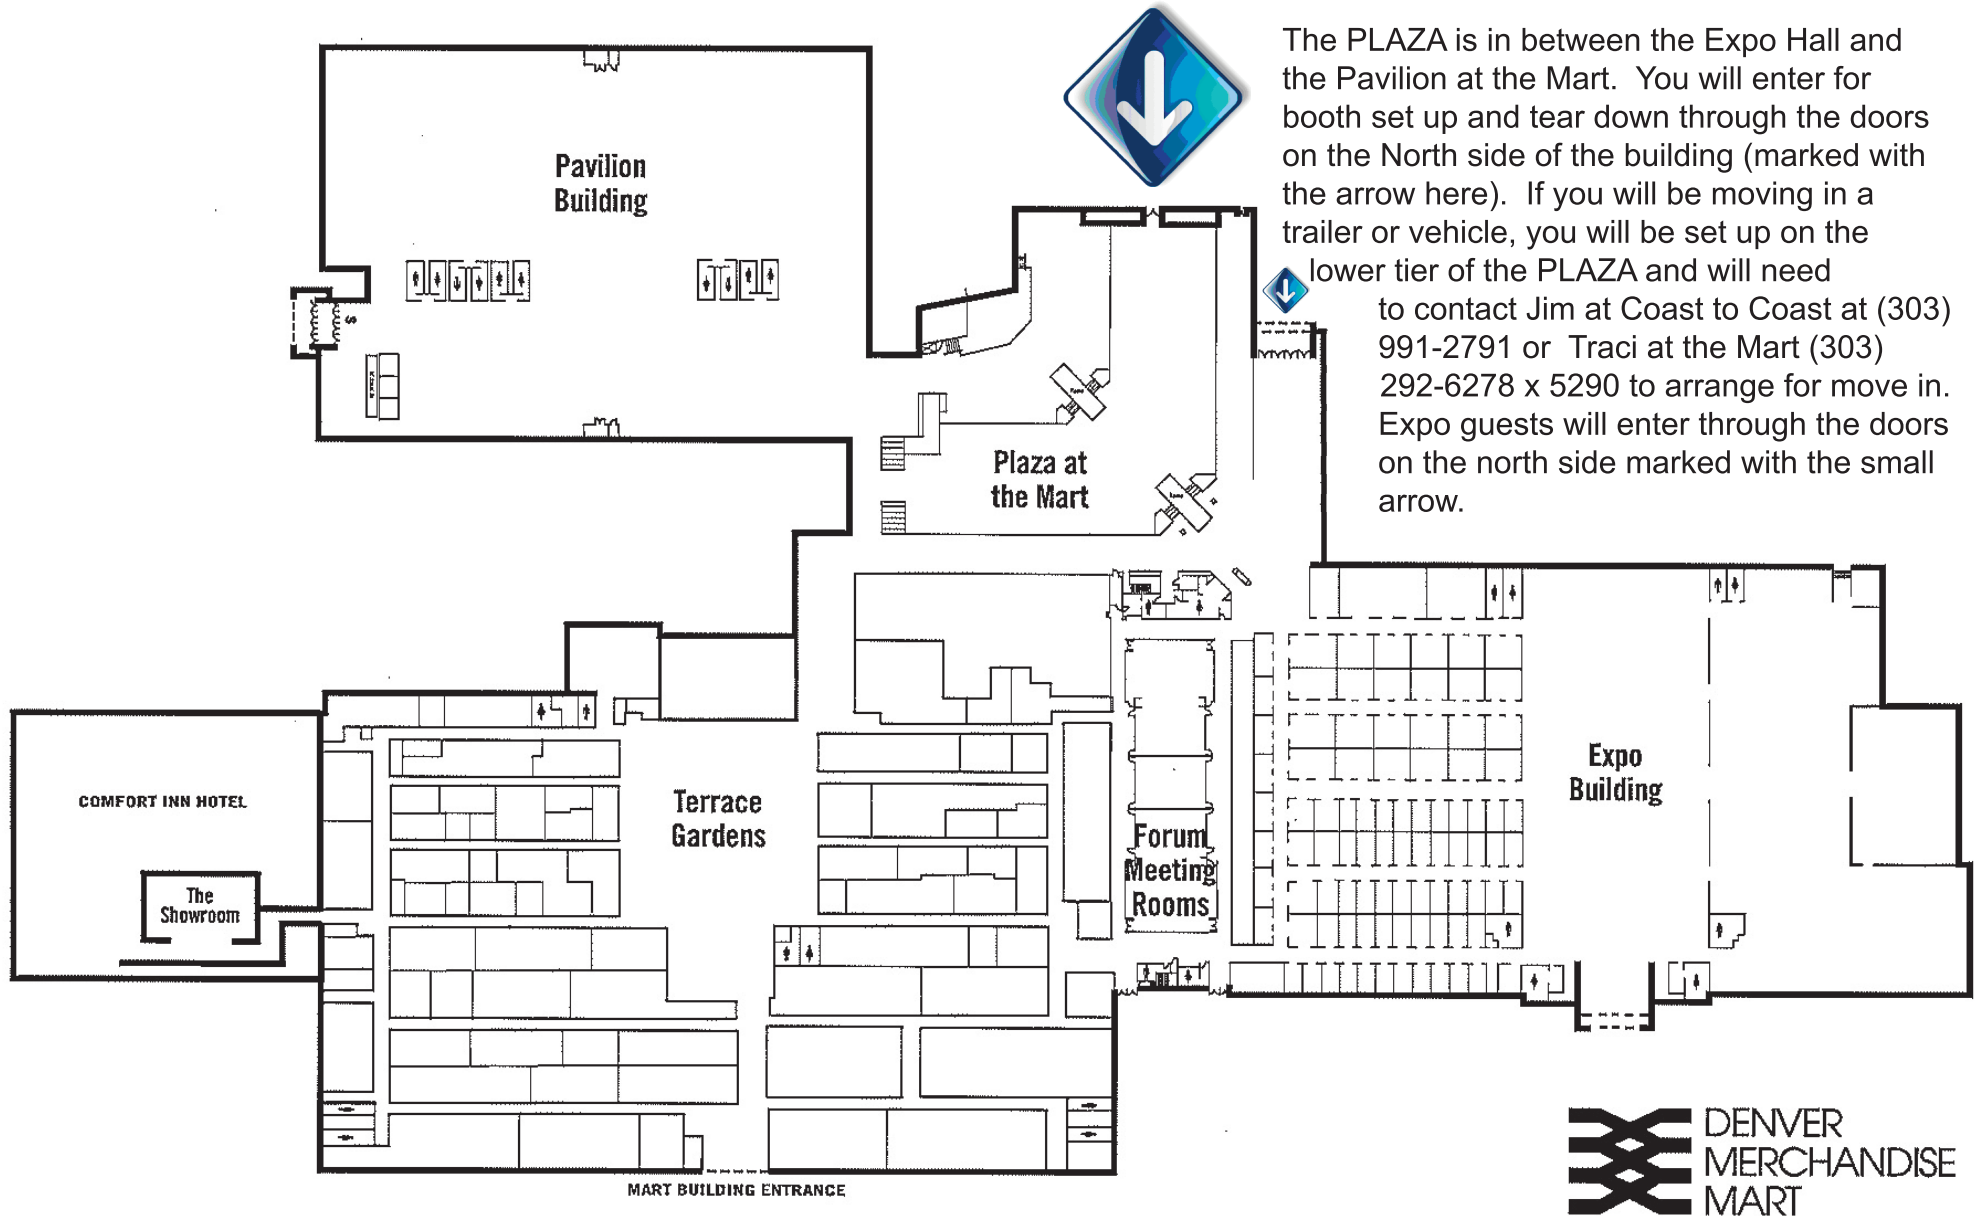 The PLAZA is in between the Expo Hall and
the Pavilion at the Mart.  You will enter for
booth set up and tear down through the doors
on the North side of the building (marked with
the arrow here).  If you will be moving in a
trailer or vehicle, you will be set up on the
lower tier of the PLAZA and will need
to contact Jim at Coast to Coast at (303)
991-2791 or  Traci at the Mart (303)
292-6278 x 5290 to arrange for move in.
Expo guests will enter through the doors
on the north side marked with the small
arrow.
Pavilion
Building
Plaza at
the Mart
Ramp
Ramp
Terrace
Gardens
COMFORT INN HOTEL
The
Showroom
Forum
Meeting
Rooms
Expo
Building
MART BUILDING ENTRANCE
DENVER
MERCHANDISE
MART